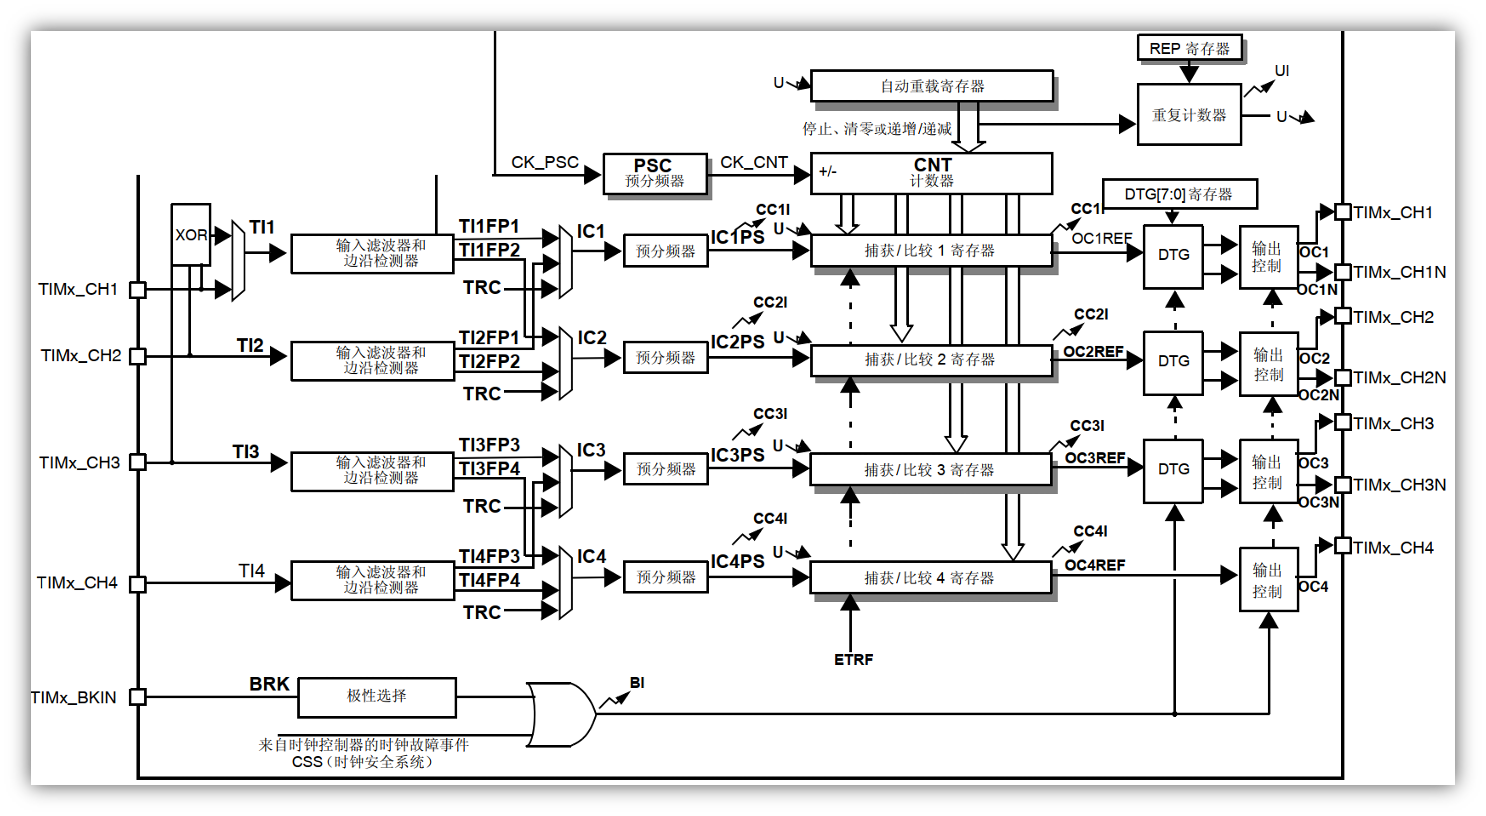 REP 寄存器
UI
U
自动重载寄存器
重复计数器
U
停止、清零或递增/递减
CK_PSC
PSC
预分频器
CK_CNT
+/-
CNT
计数器
DTG[7:0]寄存器
XOR
TI1
输入滤波器和
边沿检测器
TI1FP1
TI1FP2
TRC
IC1
预分频器
CC1I
U
IC1PS
捕获/比较 1 寄存器
CC1I
OC1REF
DTG
输出
控制
OC1
OC1N
TIMx_CH1
TIMx_CH1N
TIMx_CH1
TIMx_CH2
TI2
输入滤波器和
边沿检测器
TI2FP1
TI2FP2
TRC
IC2
预分频器
CC2I
U
IC2PS
捕获/比较 2 寄存器
CC2I
OC2REF
DTG
输出
控制
OC2
OC2N
TIMx_CH2
TIMx_CH2N
TIMx_CH3
TI3
输入滤波器和
边沿检测器
TI3FP3
TI3FP4
TRC
IC3
预分频器
CC3I
U
IC3PS
捕获/比较 3 寄存器
CC3I
OC3REF
DTG
输出
控制
OC3
OC3N
TIMx_CH3
TIMx_CH3N
TIMx_CH4
TI4
输入滤波器和
边沿检测器
TI4FP3
TI4FP4
TRC
IC4
预分频器
CC4I
U
IC4PS
捕获/比较 4 寄存器
CC4I
OC4REF
输出
控制
OC4
TIMx_CH4
ETRF
TIMx_BKIN
BRK
极性选择
BI
来自时钟控制器的时钟故障事件
CSS（时钟安全系统）